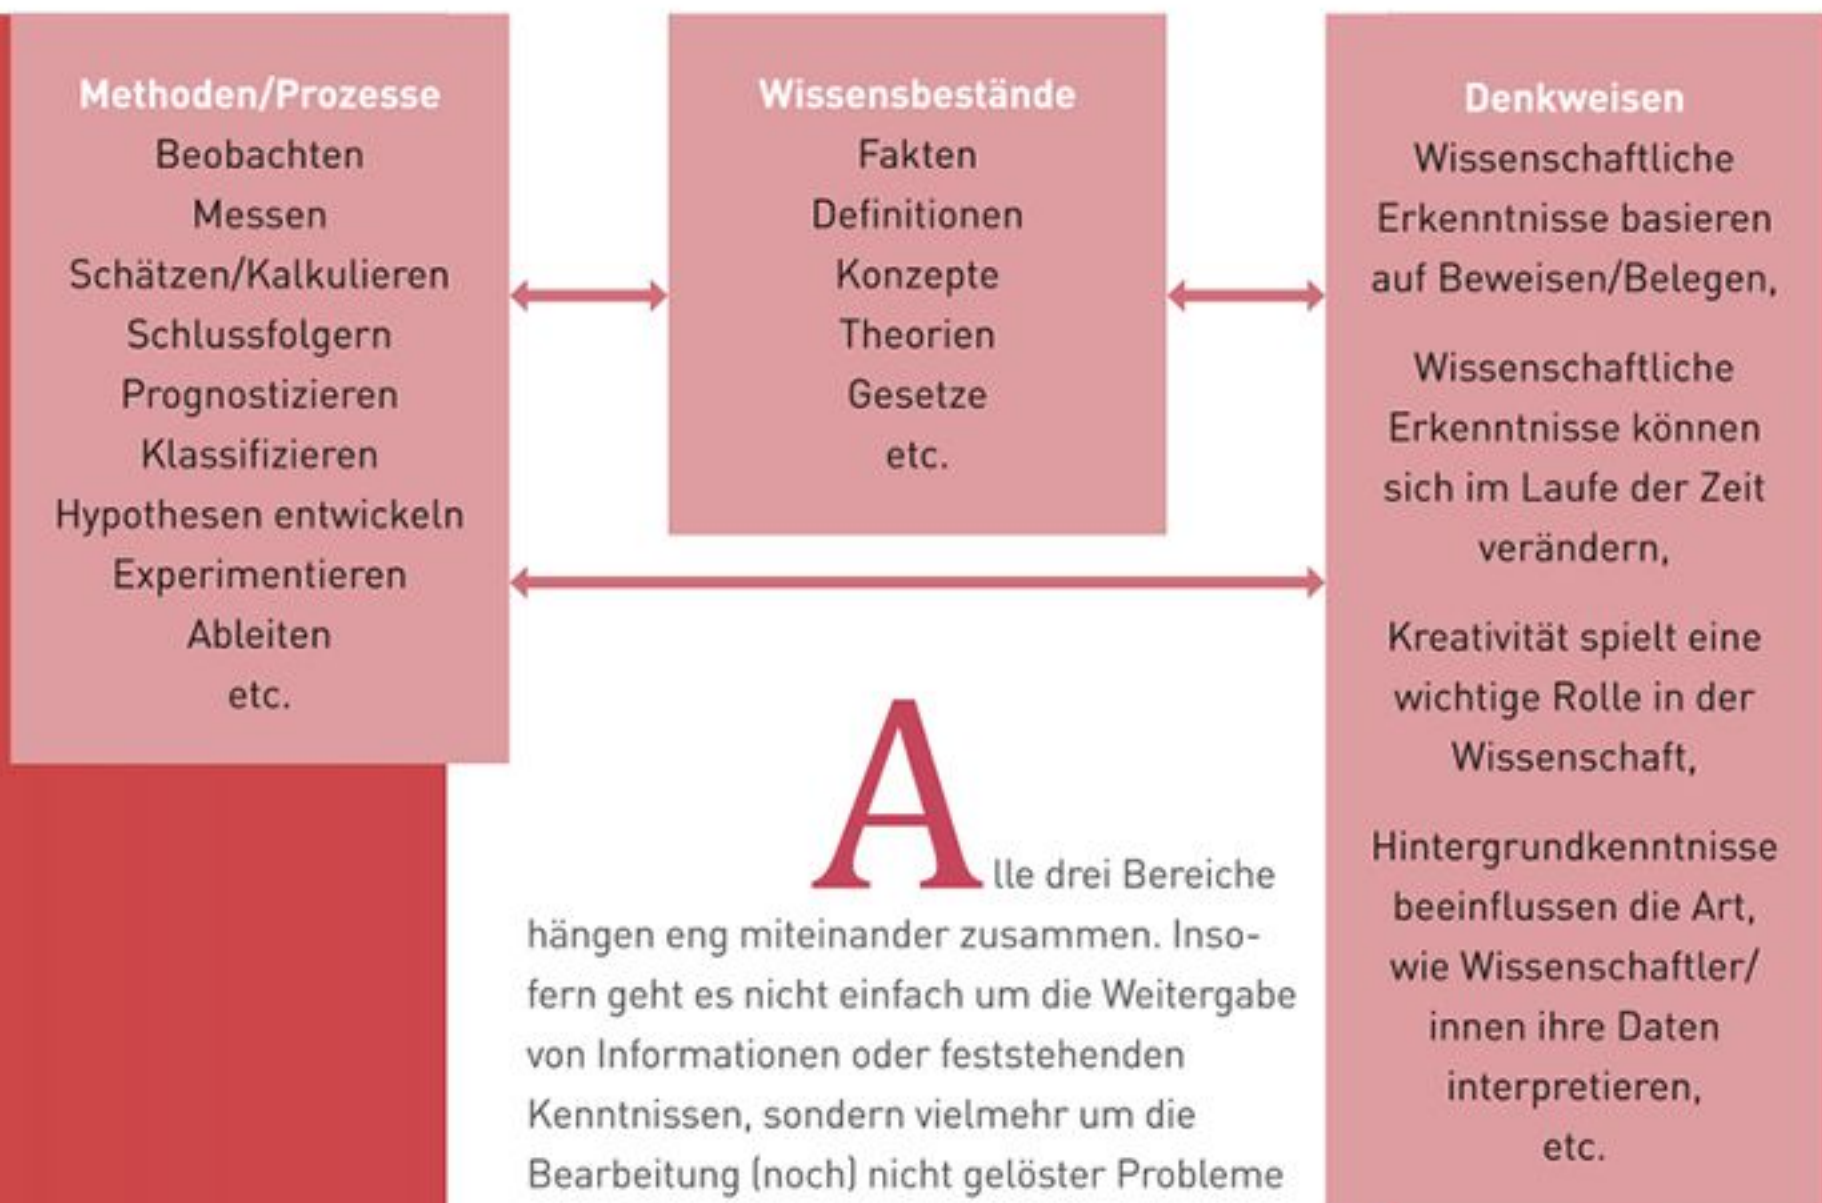 Methoden/Prozesse
Beobachten
Messen
Schätzen/Kalkulieren
Schlussfolgern
Prognostizieren
Klassifizieren
Hypothesen entwickeln
Experimentieren
Ableiten
etc.
Wissensbestände
Fakten
Definitionen
Konzepte
Theorien
Gesetze
etc.
Denkweisen
Wissenschaftliche
Erkenntnisse basieren
auf Beweisen/Belegen,
Wissenschaftliche
Erkenntnisse können
sich im Laufe der Zeit
verändern,
Kreativität spielt eine
wichtige Rolle in der
Wissenschaft,
Hintergrundkenntnisse
beeinflussen die Art,
wie Wissenschaftler/
innen ihre Daten
interpretieren,
etc.
Alle drei Bereiche
hängen eng miteinander zusammen. Inso-
fern geht es nicht einfach um die Weitergabe
von Informationen oder feststehenden
Kenntnissen, sondern vielmehr um die
Bearbeitung (noch) nicht gelöster Probleme